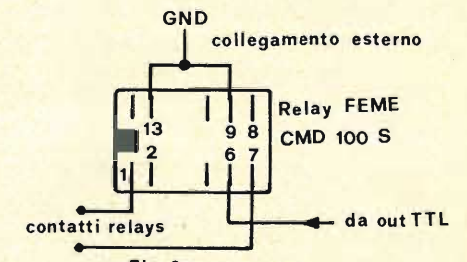 GND
collegamento esterno
13
9 8
Relay FEME
2
6 7
CMD 100 S
1
contatti relays
da out TTL